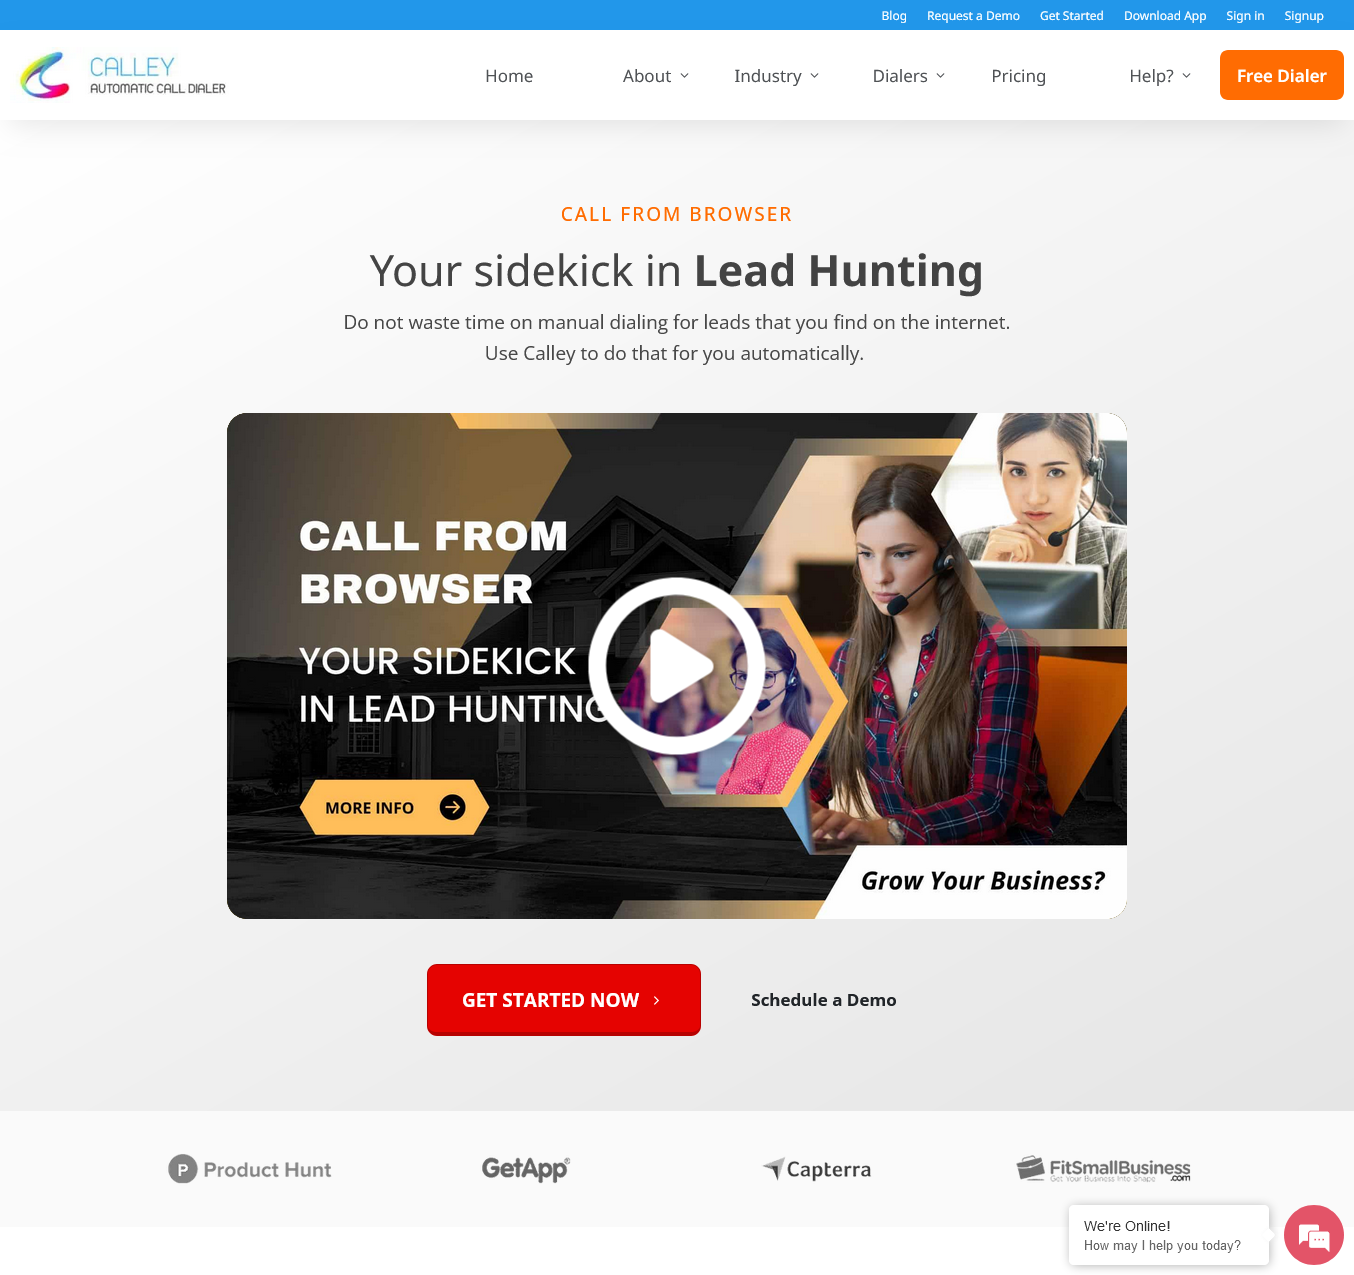 Blog Request a Demo Get Started Download App Sign in Signup
CALLEY
AUTOMATIC CALL DIALER
Home About Industry Dialers Pricing Help? Free Dialer
CALL FROM BROWSER
Your sidekick in Lead Hunting
Do not waste time on manual dialing for leads that you find on the internet.
Use Calley to do that for you automatically.
CALL FROM
BROWSER
YOUR SIDEKICK
IN LEAD HUNTING
MORE INFO
Grow Your Business?
GET STARTED NOW
Schedule a Demo
P Product Hunt
GetApp®
Capterra
FitSmallBusiness
Get Your Business Into Shape .com
We're Online!
How may I help you today?